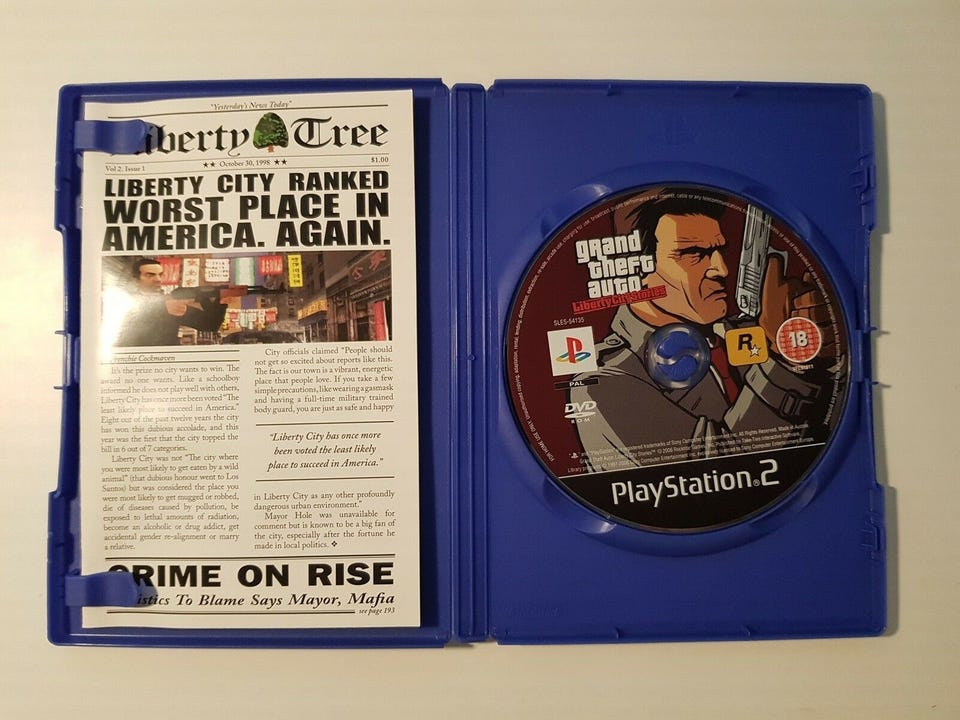 "Yesterday's News Today"
Liberty Tree
Vol 2. Issue 1
★★ October 30, 1998 ★★
$1.00
LIBERTY CITY RANKED
WORST PLACE IN
AMERICA. AGAIN.
Cockmaven
It's the prize no city wants to win. The
award no one wants. Like a schoolboy
informed he does not play well with others,
Liberty City has once more been voted "The
least likely place to succeed in America."
Eight out of the past twelve years the city
has won this dubious accolade, and this
year was the first that the city topped the
bill in 6 out of 7 categories.
Liberty City was not "The city where
you were most likely to get eaten by a wild
animal" (that dubious honour went to Los
Santos) but was considered the place you
were most likely to get mugged or robbed,
die of diseases caused by pollution, be
exposed to lethal amounts of radiation,
become an alcoholic or drug addict, get
accidental gender re-alignment or marry
a relative.
City officials claimed "People should
not get so excited about reports like this.
The fact is our town is a vibrant, energetic
place that people love. If you take a few
simple precautions, like wearing a gasmask
and having a full-time military trained
body guard, you are just as safe and happy
"Liberty City has once more
been voted the least likely
place to succeed in America."
in Liberty City as any other profoundly
dangerous urban environment."
Mayor Hole was unavailable for
comment but is known to be a big fan of
the city, especially after the fortune he
made in local politics. ❖
CRIME ON RISE
istics To Blame Says Mayor, Mafia
see page 193
grand
theft
auto
Liberty City Stories
SLES-54135
PAL
DVD
ROM
R★
18
PlayStation®2